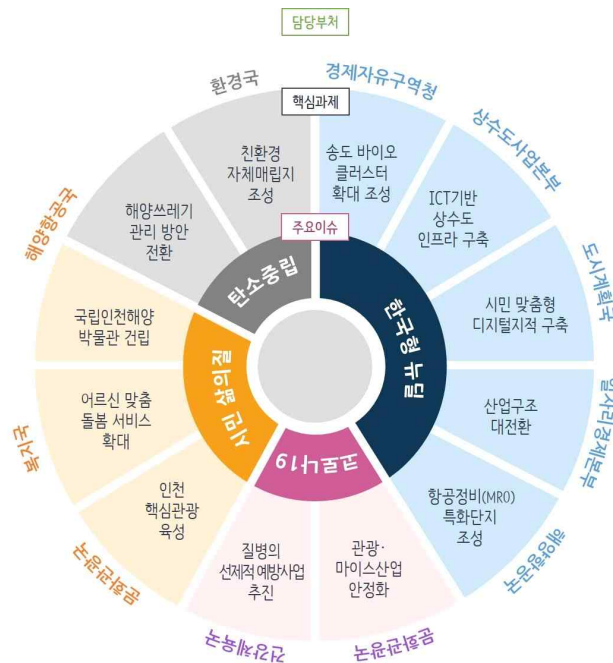 담당부처
환경국
경제자유구역청
핵심과제
상수도사업본부
친환경
자체매립지
조성
송도 바이오
클러스터
확대 조성
해양항공국
해양쓰레기
관리 방안
전환
주요이슈
ICT기반
상수도
인프라 구축
도시계획국
탄소중립
한국형 뉴딜
국립인천해양
박물관 건립
시민 맞춤형
디지털지적 구축
시민 삶의질
어르신 맞춤
돌봄 서비스
확대
산업구조
대전환
일자리경제본부
복지국
코로나19
인천
핵심관광
육성
항공정비(MRO)
특화단지
조성
해양항공국
질병의
선제적 예방사업
추진
관광·
마이스산업
안정화
문화관광국
건강체육국
문화관광국